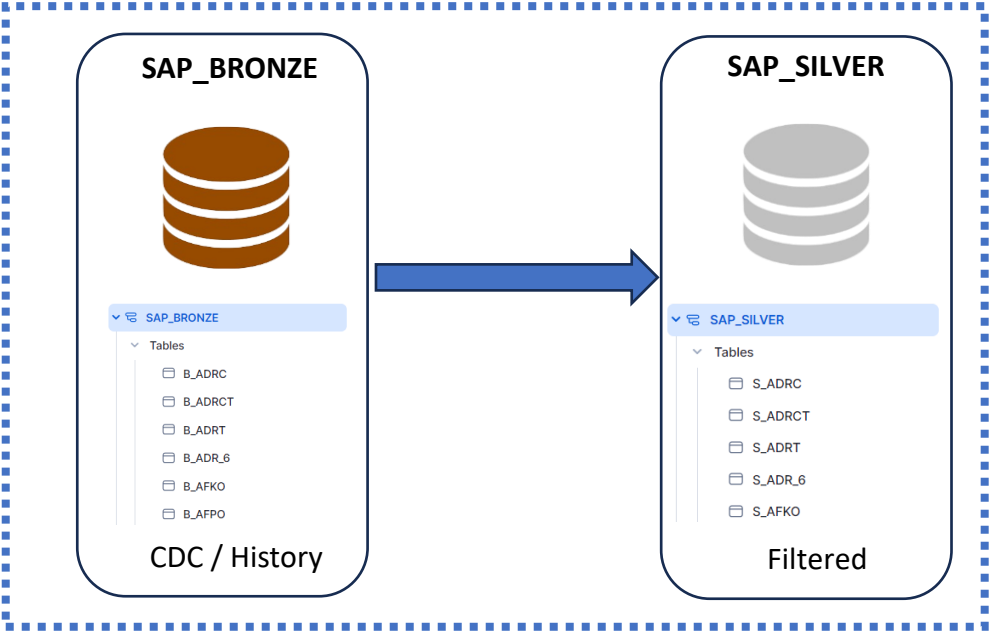 SAP_BRONZE
SAP_BRONZE
Tables
B_ADRC
B_ADRCT
B_ADRT
B_ADR_6
B_AFKO
B_AFPO
CDC / History
SAP_SILVER
SAP_SILVER
Tables
S_ADRC
S_ADRCT
S_ADRT
S_ADR_6
S_AFKO
Filtered